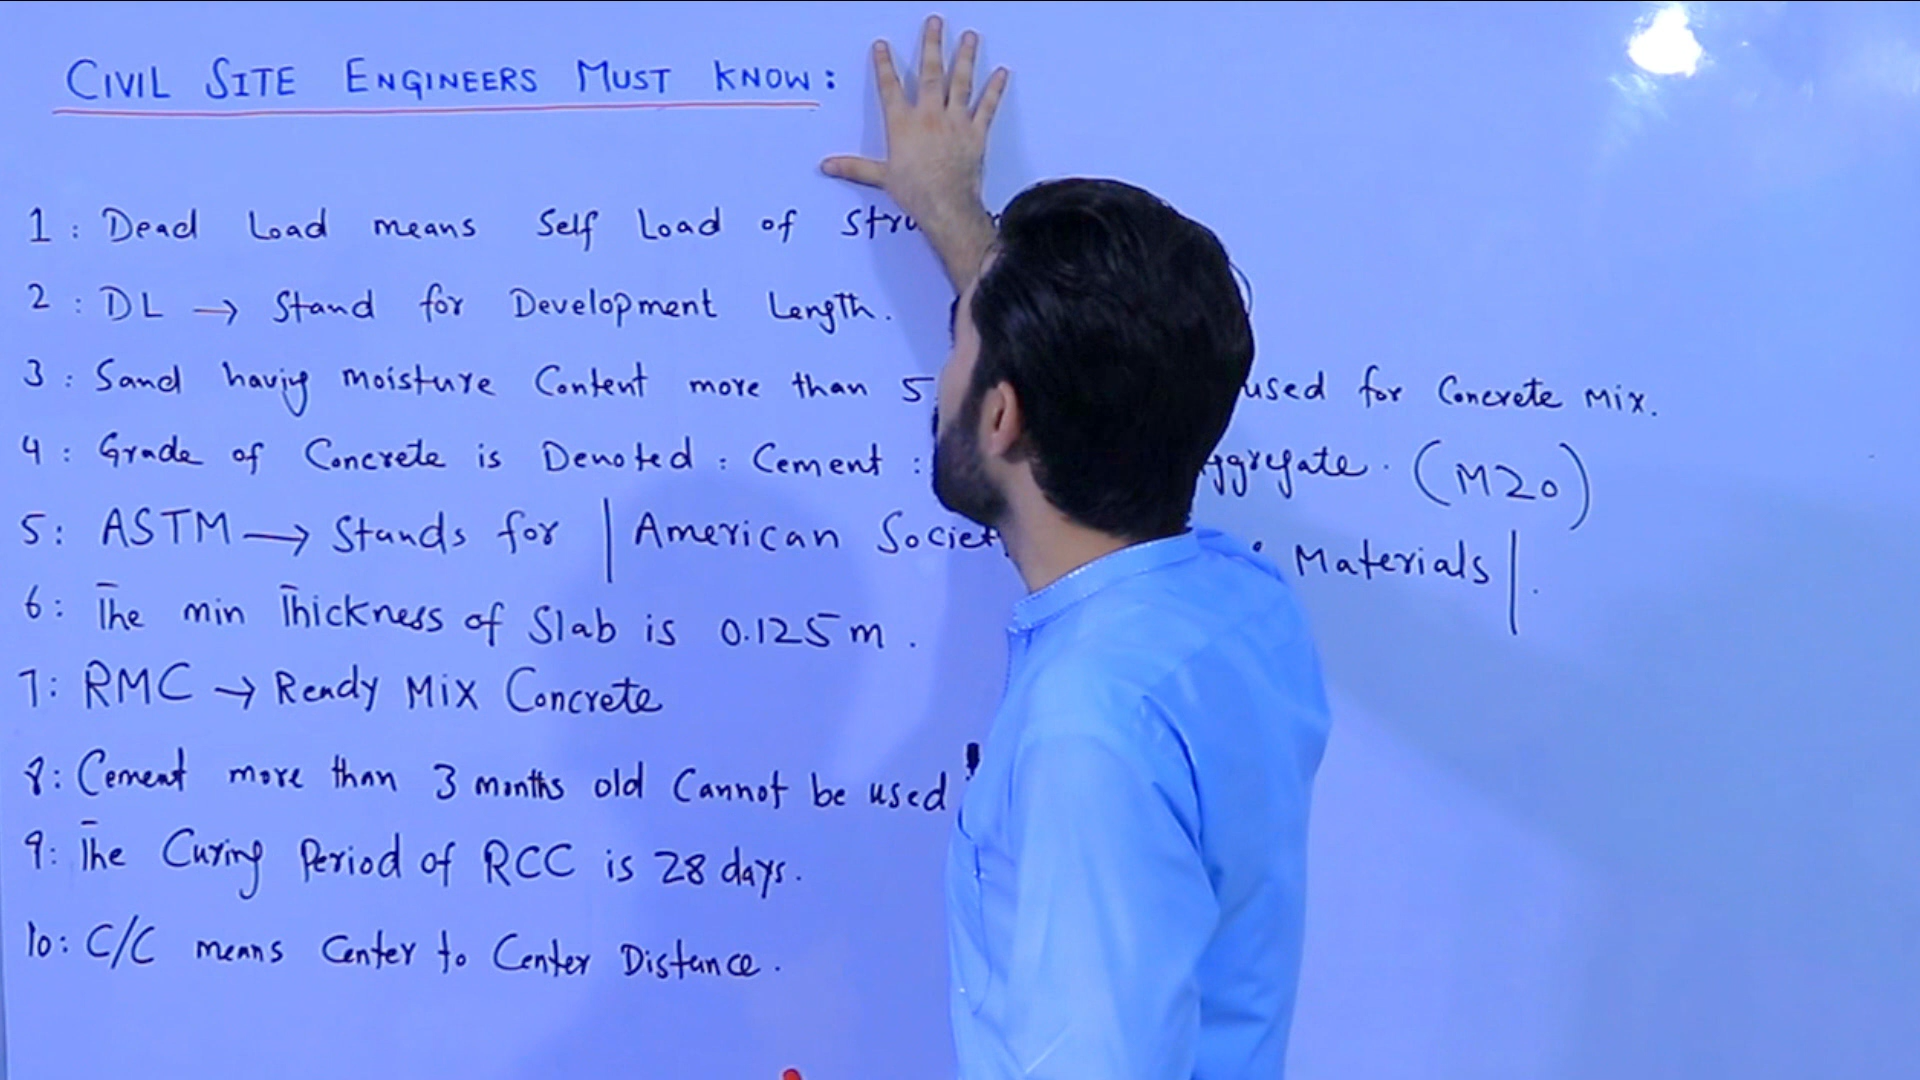 CIVIL SITE ENGINEERS MUST KNOW:
1: Dead Load means Self Load of
2: DL → Stand for Development Length.
3: Sand having moisture Content more than 5 used for Concrete Mix.
4: Grade of Concrete is Denoted: Cement : (M20)
5: ASTM → Stands for | American Materials|.
6: The min Thickness of Slab is 0.125m.
7: RMC → Ready Mix Concrete
8: Cement more than 3 months old Cannot be used
9: The Curing Period of RCC is 28 days.
10: C/C means Center to Center Distance.